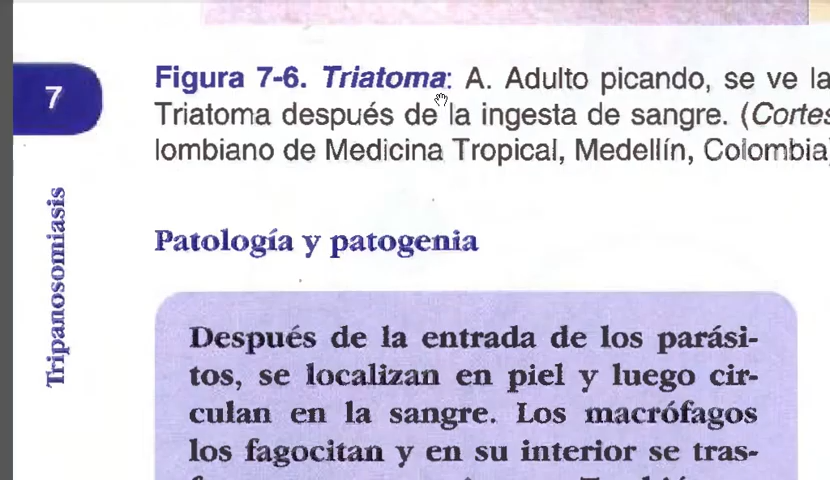 7
Tripanosomiasis
Figura 7-6. Triatoma: A. Adulto picando, se ve la
Triatoma después de la ingesta de sangre. (Cortes
lombiano de Medicina Tropical, Medellín, Colombia)
Patología y patogenia
Después de la entrada de los parási-
tos, se localizan en piel y luego cir-
culan en la sangre. Los macrófagos
los fagocitan y en su interior se tras-